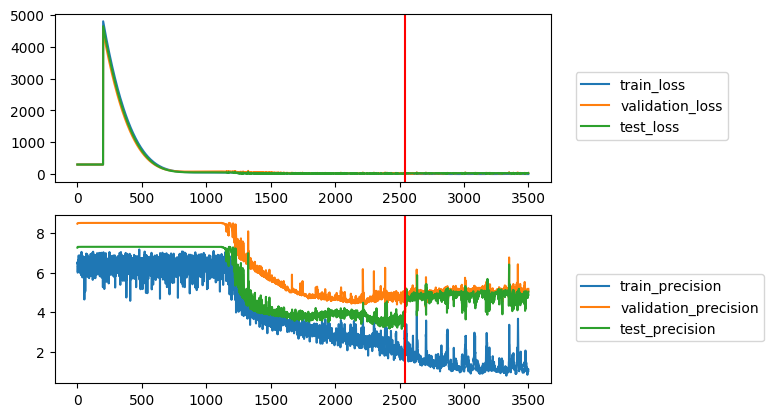 5000
4000
3000
2000
1000
0
0 500 1000 1500 2000 2500 3000 3500
train_loss
validation_loss
test_loss
8
6
4
2
0 500 1000 1500 2000 2500 3000 3500
train_precision
validation_precision
test_precision